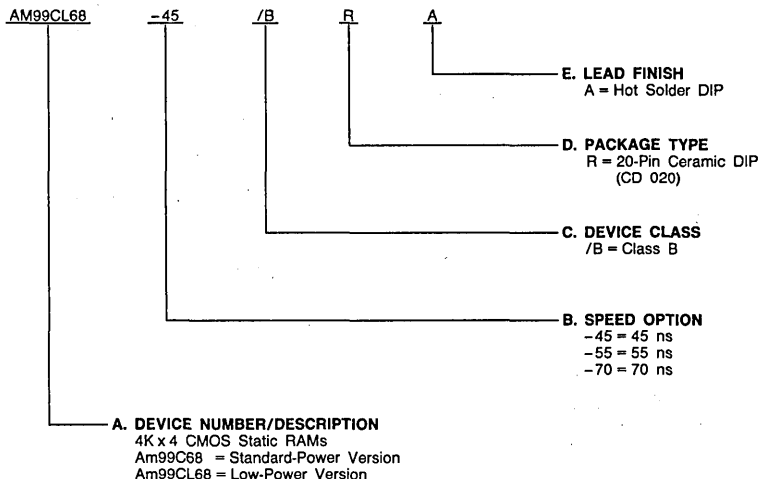 AM99CL68 -45 /B R A
E. LEAD FINISH
A = Hot Solder DIP
D. PACKAGE TYPE
R = 20-Pin Ceramic DIP
(CD 020)
C. DEVICE CLASS
/B = Class B
B. SPEED OPTION
-45 = 45 ns
-55 = 55 ns
-70 = 70 ns
A. DEVICE NUMBER/DESCRIPTION
4K x 4 CMOS Static RAMs
Am99C68 = Standard-Power Version
Am99CL68 = Low-Power Version